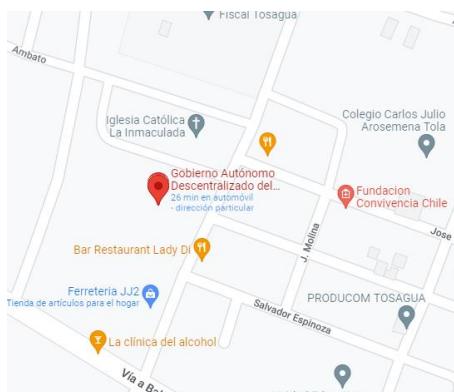 Fiscal Tosagua
Ambato
Iglesia Católica
La Inmaculada
Colegio Carlos Julio
Arosemena Tola
Gobierno Autónomo
Descentralizado del...
26 min en automóvil
- dirección particular
Fundacion
Convivencia Chile
Jose
J. Molina
Bar Restaurant Lady Di
Ferretería JJ2
Tienda de artículos para el hogar
PRODUCOM TOSAGUA
Salvador Espinoza
La clínica del alcohol
Vía a